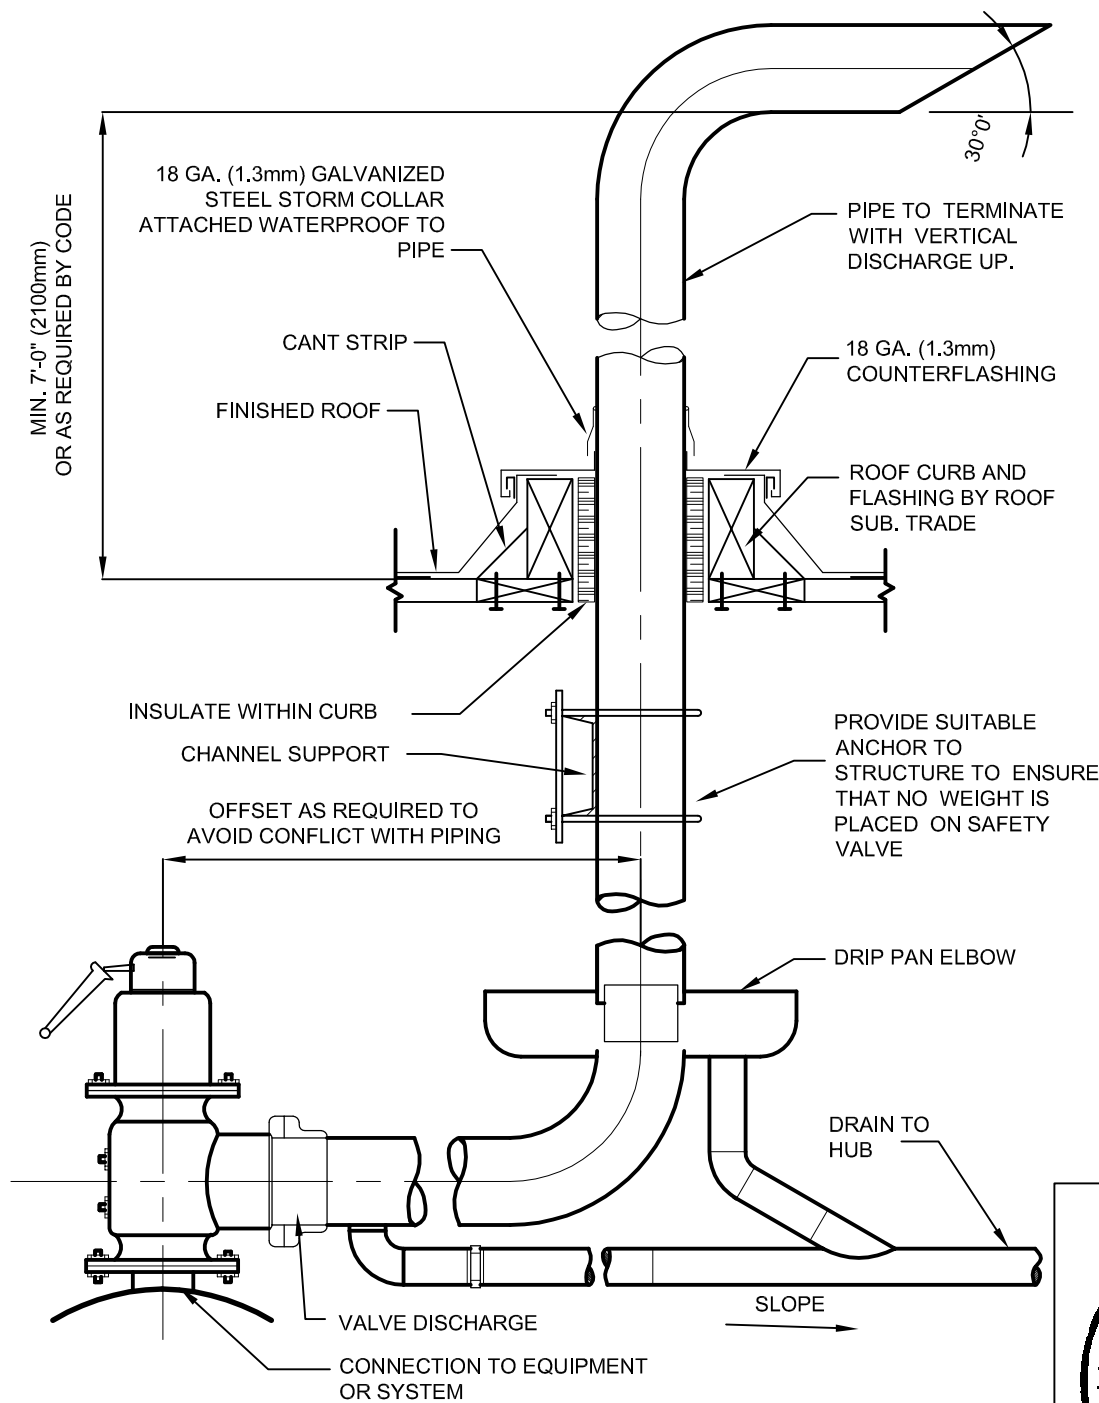 30°0'
18 GA. (1.3mm) GALVANIZED
STEEL STORM COLLAR
ATTACHED WATERPROOF TO
PIPE
PIPE TO TERMINATE
WITH VERTICAL
DISCHARGE UP.
MIN. 7'-0" (2100mm)
OR AS REQUIRED BY CODE
CANT STRIP
18 GA. (1.3mm)
COUNTERFLASHING
FINISHED ROOF
ROOF CURB AND
FLASHING BY ROOF
SUB. TRADE
INSULATE WITHIN CURB
CHANNEL SUPPORT
PROVIDE SUITABLE
ANCHOR TO
STRUCTURE TO ENSURE
THAT NO WEIGHT IS
PLACED ON SAFETY
VALVE
OFFSET AS REQUIRED TO
AVOID CONFLICT WITH PIPING
DRIP PAN ELBOW
DRAIN TO
HUB
SLOPE
VALVE DISCHARGE
CONNECTION TO EQUIPMENT
OR SYSTEM